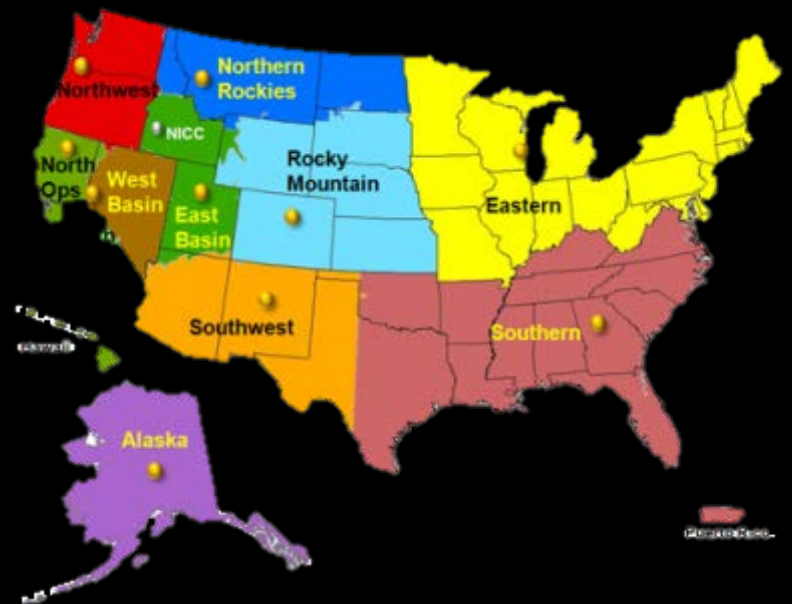 Northwest
Northern
Rockies
NICC
North
Ops
West
Basin
East
Basin
Rocky
Mountain
Eastern
Southwest
Southern
Hawaii
Alaska
Puerto Rico